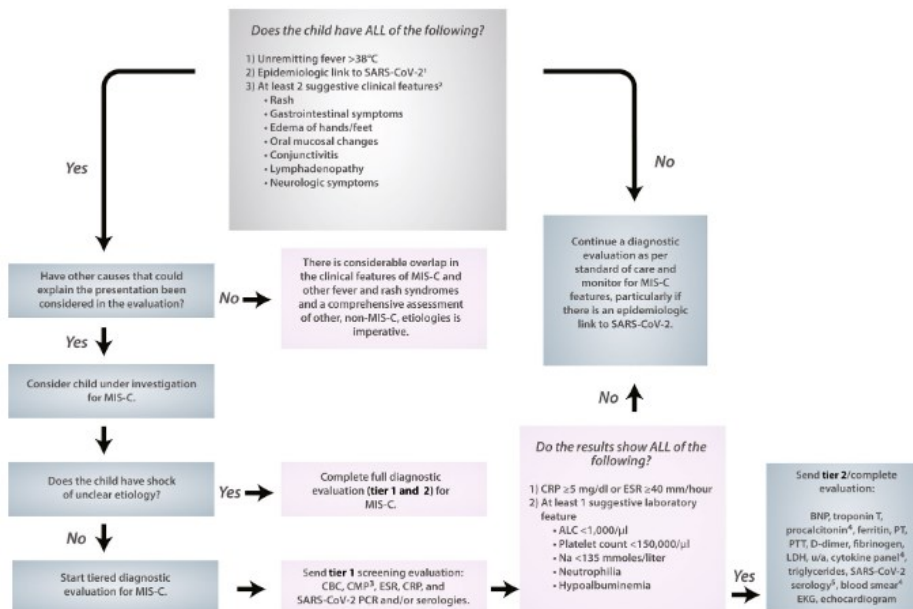 Does the child have ALL of the following?
1) Unremitting fever >38°C
2) Epidemiologic link to SARS-CoV-2¹
3) At least 2 suggestive clinical features²
• Rash
• Gastrointestinal symptoms
• Edema of hands/feet
• Oral mucosal changes
• Conjunctivitis
• Lymphadenopathy
• Neurologic symptoms
Yes
No
Have other causes that could
explain the presentation been
considered in the evaluation?
No
There is considerable overlap
in the clinical features of MIS-C and
other fever and rash syndromes
and a comprehensive assessment
of other, non-MIS-C, etiologies is
imperative.
Continue a diagnostic
evaluation as per
standard of care and
monitor for MIS-C
features, particularly if
there is an epidemiologic
link to SARS-CoV-2.
Yes
Consider child under investigation
for MIS-C.
No
Does the child have shock
of unclear etiology?
Yes
Complete full diagnostic
evaluation (tier 1 and 2) for
MIS-C.
Do the results show ALL of the
following?
1) CRP ≥5 mg/dl or ESR ≥40 mm/hour
2) At least 1 suggestive laboratory
feature
• ALC <1,000/µl
• Platelet count <150,000/µl
• Na <135 mmoles/liter
• Neutrophilia
• Hypoalbuminemia
No
Start tiered diagnostic
evaluation for MIS-C.
Send tier 1 screening evaluation:
CBC, CMP³, ESR, CRP, and
SARS-CoV-2 PCR and/or serologies.
Yes
Send tier 2/complete
evaluation:
BNP, troponin T,
procalcitonin⁴, ferritin, PT,
PTT, D-dimer, fibrinogen,
LDH, u/a, cytokine panel⁴,
triglycerides, SARS-CoV-2
serology⁵, blood smear⁴
EKG, echocardiogram